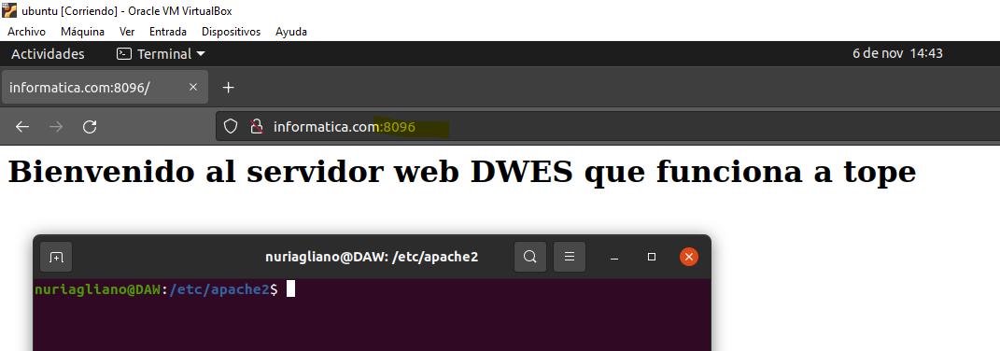 ubuntu [Corriendo] - Oracle VM VirtualBox
Archivo Máquina Ver Entrada Dispositivos Ayuda
Actividades Terminal 6 de nov 14:43
informatica.com:8096/
informatica.com:8096
Bienvenido al servidor web DWES que funciona a tope
nuriagliano@DAW: /etc/apache2
nuriagliano@DAW:/etc/apache2$